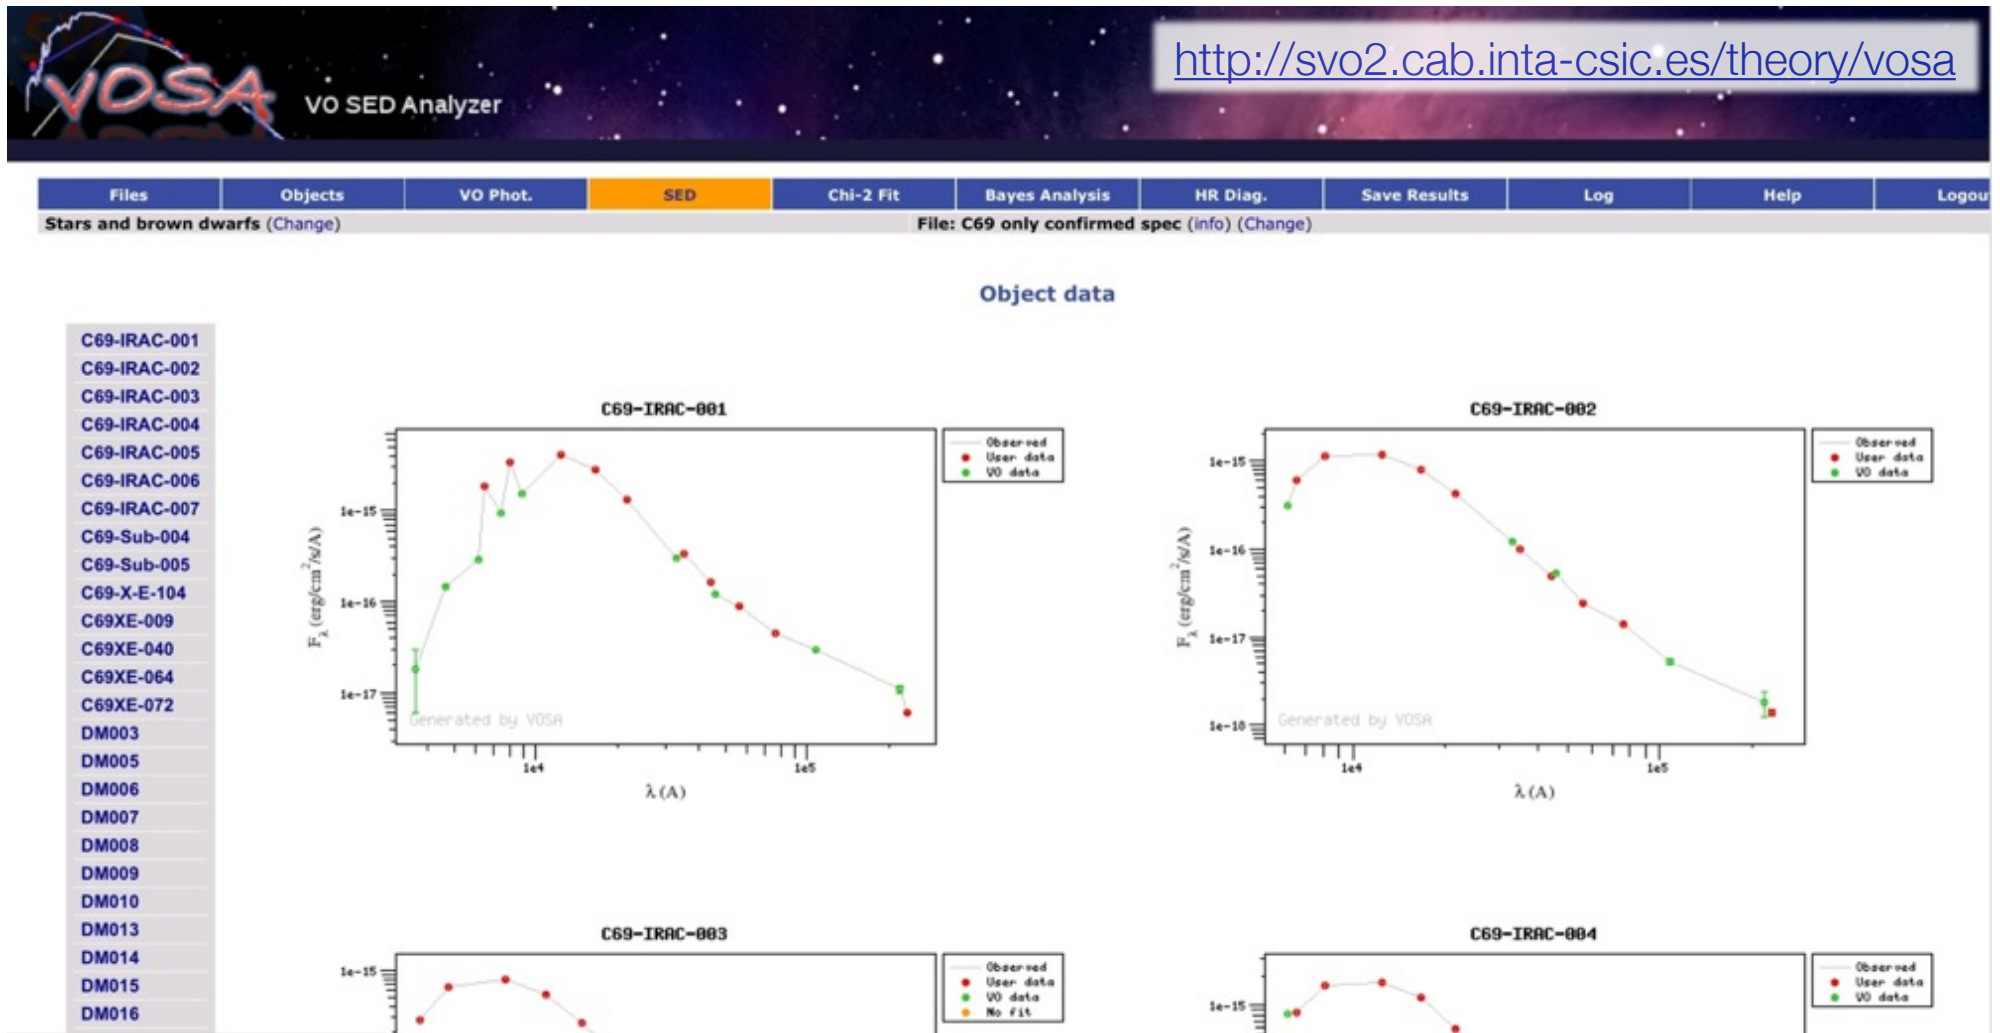 VOSA
VO SED Analyzer
http://svo2.cab.inta-csic.es/theory/vosa
Files Objects VO Phot. SED Chi-2 Fit Bayes Analysis HR Diag. Save Results Log Help Logou
Stars and brown dwarfs (Change) File: C69 only confirmed spec (info) (Change)
Object data
C69-IRAC-001
C69-IRAC-002
C69-IRAC-003
C69-IRAC-004
C69-IRAC-005
C69-IRAC-006
C69-IRAC-007
C69-Sub-004
C69-Sub-005
C69-X-E-104
C69XE-009
C69XE-040
C69XE-064
C69XE-072
DM003
DM005
DM006
DM007
DM008
DM009
DM010
DM013
DM014
DM015
DM016
C69-IRAC-001
Observed
User data
VO data
1e-15
1e-16
1e-17
Fλ (erg/cm²/s/A)
Generated by VOSA
1e4 1e5
λ (A)
C69-IRAC-002
Observed
User data
VO data
1e-15
1e-16
1e-17
1e-18
Fλ (erg/cm²/s/A)
Generated by VOSA
1e4 1e5
λ (A)
C69-IRAC-003
Observed
User data
VO data
No fit
1e-15
C69-IRAC-004
Observed
User data
VO data
1e-15